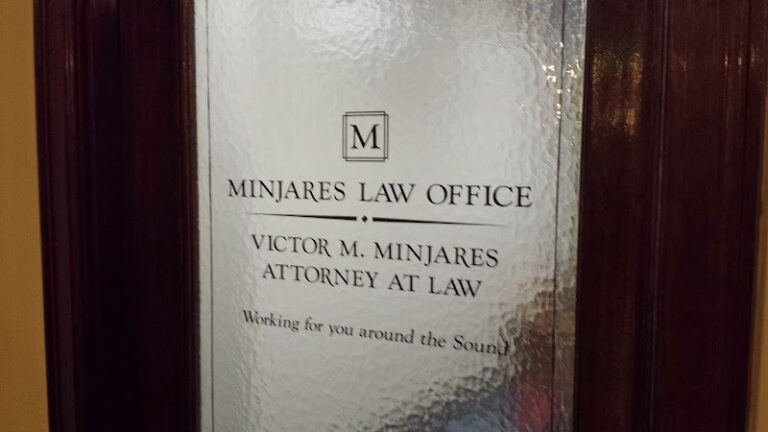 M
MINJARES LAW OFFICE
VICTOR M. MINJARES
ATTORNEY AT LAW
Working for you around the Sound